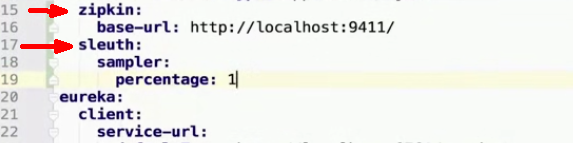 15 zipkin:
16 base-url: http://localhost:9411/
17 sleuth:
18 sampler:
19 percentage: 1
20 eureka:
21 client:
22 service-url: